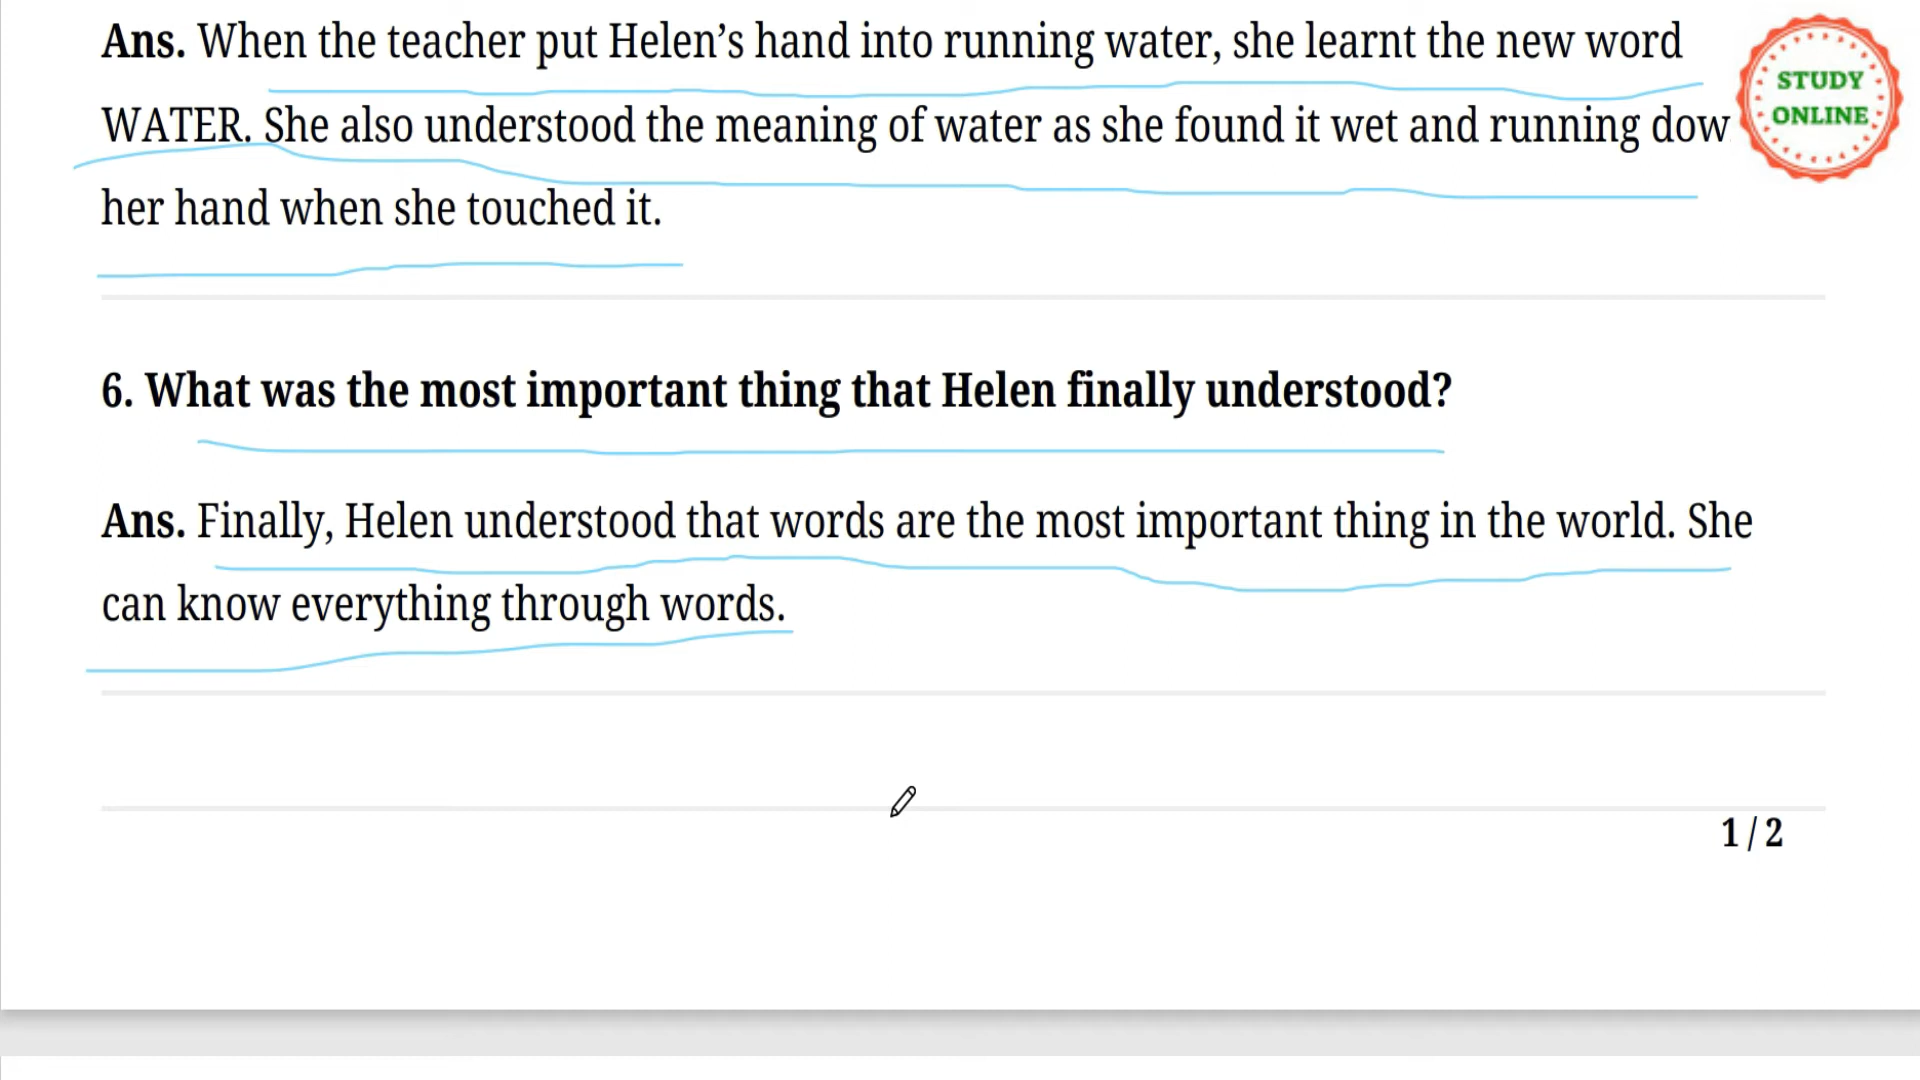 Ans. When the teacher put Helen’s hand into running water, she learnt the new word
WATER. She also understood the meaning of water as she found it wet and running dow
her hand when she touched it.
STUDY
ONLINE
6. What was the most important thing that Helen finally understood?
Ans. Finally, Helen understood that words are the most important thing in the world. She
can know everything through words.
1 / 2